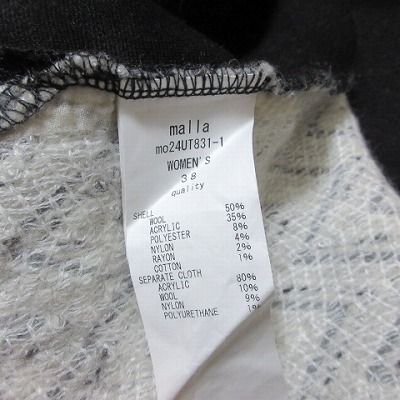 malla
mo24UT831-1
WOMEN'S
38
quality
SHELL 50%
WOOL 35%
ACRYLIC 8%
POLYESTER 4%
NYLON 2%
RAYON 1%
COTTON
SEPARATE CLOTH 80%
ACRYLIC 10%
WOOL 9%
NYLON 1%
POLYURETHANE